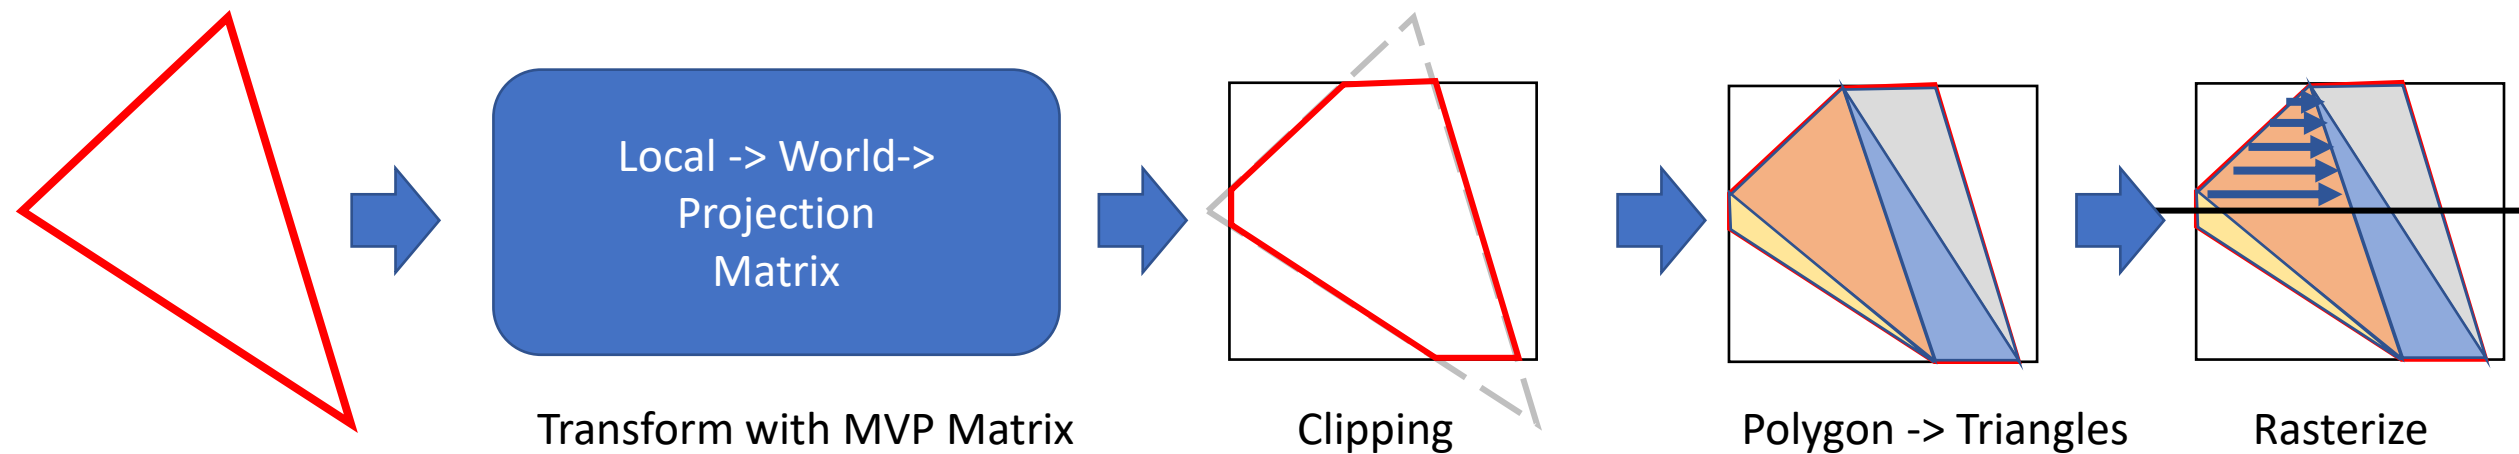 Local -> World->
Projection
Matrix
Transform with MVP Matrix
Clipping
Polygon -> Triangles
Rasterize